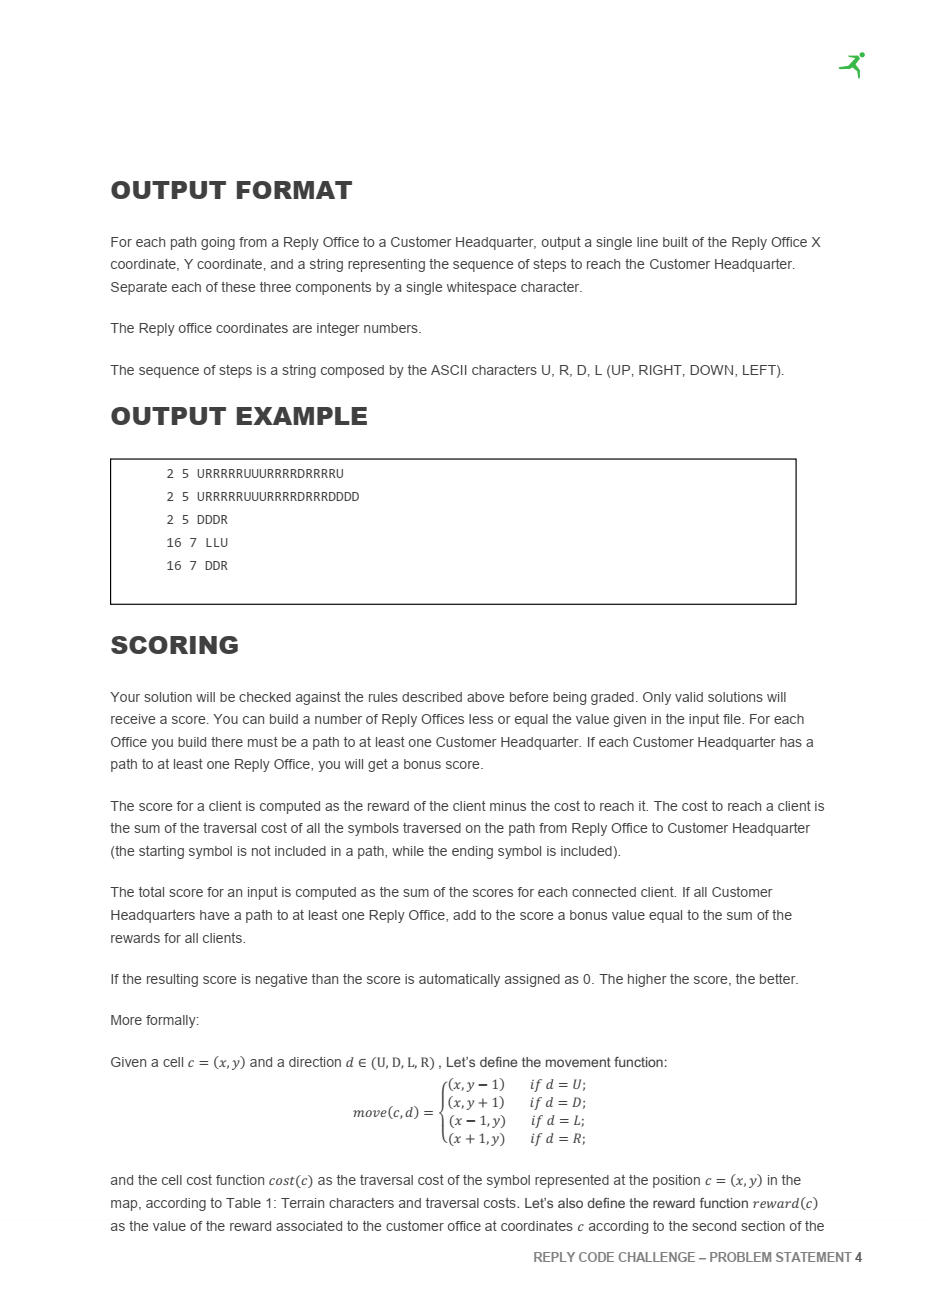 OUTPUT FORMAT
For each path going from a Reply Office to a Customer Headquarter, output a single line built of the Reply Office X
coordinate, Y coordinate, and a string representing the sequence of steps to reach the Customer Headquarter.
Separate each of these three components by a single whitespace character.
The Reply office coordinates are integer numbers.
The sequence of steps is a string composed by the ASCII characters U, R, D, L (UP, RIGHT, DOWN, LEFT).
OUTPUT EXAMPLE
2 5 URRRRRUUURRRRDRRRRU
2 5 URRRRRUUURRRRDRRRDDDD
2 5 DDDR
16 7 LLU
16 7 DDR
SCORING
Your solution will be checked against the rules described above before being graded. Only valid solutions will
receive a score. You can build a number of Reply Offices less or equal the value given in the input file. For each
Office you build there must be a path to at least one Customer Headquarter. If each Customer Headquarter has a
path to at least one Reply Office, you will get a bonus score.
The score for a client is computed as the reward of the client minus the cost to reach it. The cost to reach a client is
the sum of the traversal cost of all the symbols traversed on the path from Reply Office to Customer Headquarter
(the starting symbol is not included in a path, while the ending symbol is included).
The total score for an input is computed as the sum of the scores for each connected client. If all Customer
Headquarters have a path to at least one Reply Office, add to the score a bonus value equal to the sum of the
rewards for all clients.
If the resulting score is negative than the score is automatically assigned as 0. The higher the score, the better.
More formally:
Given a cell c = (x, y) and a direction d ∈ (U, D, L, R) , Let's define the movement function:
(x, y − 1) if d = U;
(x, y + 1) if d = D;
move(c, d) =
(x − 1, y) if d = L;
(x + 1, y) if d = R;
and the cell cost function cost(c) as the traversal cost of the symbol represented at the position c = (x, y) in the
map, according to Table 1: Terrain characters and traversal costs. Let's also define the reward function reward(c)
as the value of the reward associated to the customer office at coordinates c according to the second section of the
REPLY CODE CHALLENGE – PROBLEM STATEMENT 4